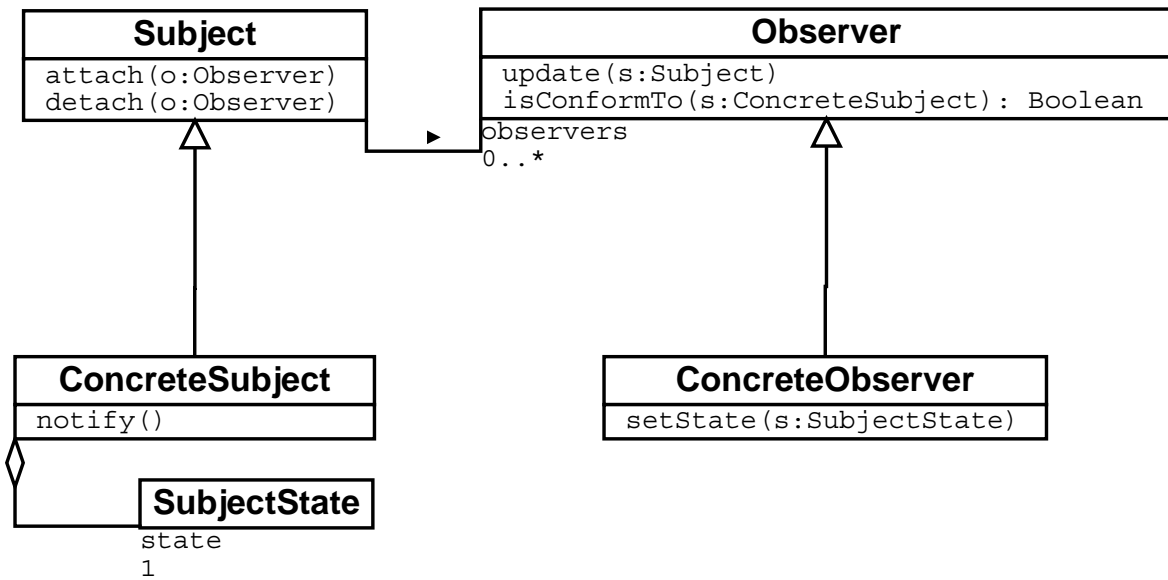 Subject
attach(o:Observer)
detach(o:Observer)
Observer
update(s:Subject)
isConformTo(s:ConcreteSubject): Boolean
observers
0..*
ConcreteSubject
notify()
ConcreteObserver
setState(s:SubjectState)
SubjectState
state
1